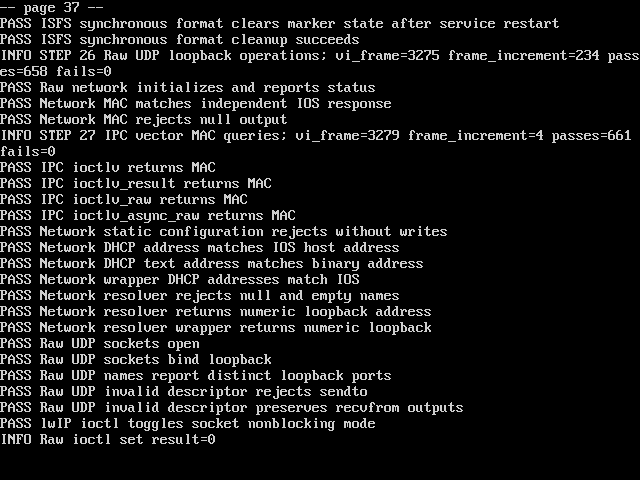 -- page 37 --
PASS ISFS synchronous format clears marker state after service restart
PASS ISFS synchronous format cleanup succeeds
INFO STEP 26 Raw UDP loopback operations; vi_frame=3275 frame_increment=234 pass
es=658 fails=0
PASS Raw network initializes and reports status
PASS Network MAC matches independent IOS response
PASS Network MAC rejects null output
INFO STEP 27 IPC vector MAC queries; vi_frame=3279 frame_increment=4 passes=661
fails=0
PASS IPC ioctlv returns MAC
PASS IPC ioctlv_result returns MAC
PASS IPC ioctlv_raw returns MAC
PASS IPC ioctlv_async_raw returns MAC
PASS Network static configuration rejects without writes
PASS Network DHCP address matches IOS host address
PASS Network DHCP text address matches binary address
PASS Network wrapper DHCP addresses match IOS
PASS Network resolver rejects null and empty names
PASS Network resolver returns numeric loopback address
PASS Network resolver wrapper returns numeric loopback
PASS Raw UDP sockets open
PASS Raw UDP sockets bind loopback
PASS Raw UDP names report distinct loopback ports
PASS Raw UDP invalid descriptor rejects sendto
PASS Raw UDP invalid descriptor preserves recvfrom outputs
PASS lwIP ioctl toggles socket nonblocking mode
INFO Raw ioctl set result=0